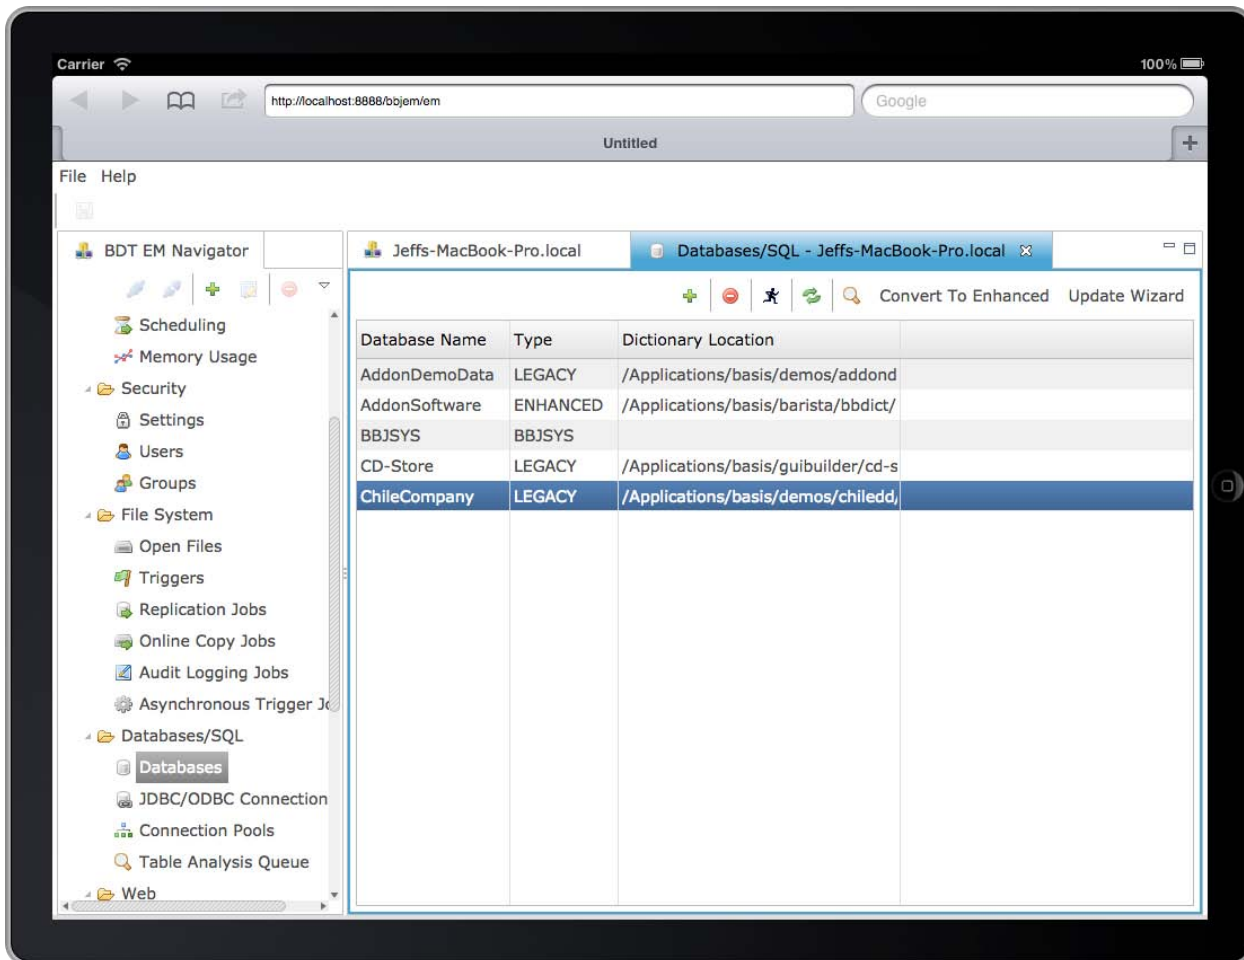 Carrier 100%
http://localhost:8888/bbjem/em Google
Untitled
File Help
BDT EM Navigator
Jeffs-MacBook-Pro.local Databases/SQL - Jeffs-MacBook-Pro.local
Convert To Enhanced Update Wizard
Scheduling
Memory Usage
Security
Settings
Users
Groups
File System
Open Files
Triggers
Replication Jobs
Online Copy Jobs
Audit Logging Jobs
Asynchronous Trigger Jo
Databases/SQL
Databases
JDBC/ODBC Connection
Connection Pools
Table Analysis Queue
Web
Database Name Type Dictionary Location
AddonDemoData LEGACY /Applications/basis/demos/addond
AddonSoftware ENHANCED /Applications/basis/barista/bbdict/
BBJSYS BBJSYS
CD-Store LEGACY /Applications/basis/guibuilder/cd-s
ChileCompany LEGACY /Applications/basis/demos/chiledd/